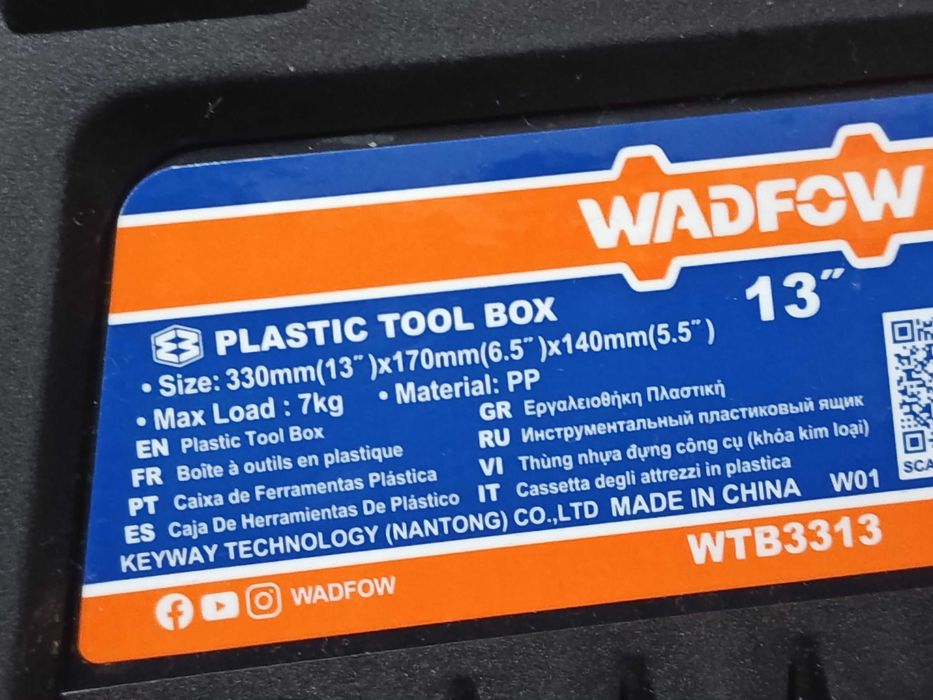 WADFOW
13″
PLASTIC TOOL BOX
• Size: 330mm(13″)x170mm(6.5″)x140mm(5.5″)
• Max Load : 7kg • Material: PP
EN Plastic Tool Box
FR Boîte à outils en plastique
PT Caixa de Ferramentas Plástica
ES Caja De Herramientas De Plástico
GR Εργαλειοθήκη Πλαστική
RU Инструментальный пластиковый ящик
VI Thùng nhựa đựng công cụ (khóa kim loại)
IT Cassetta degli attrezzi in plastica
KEYWAY TECHNOLOGY (NANTONG) CO.,LTD MADE IN CHINA W01
WTB3313
WADFOW